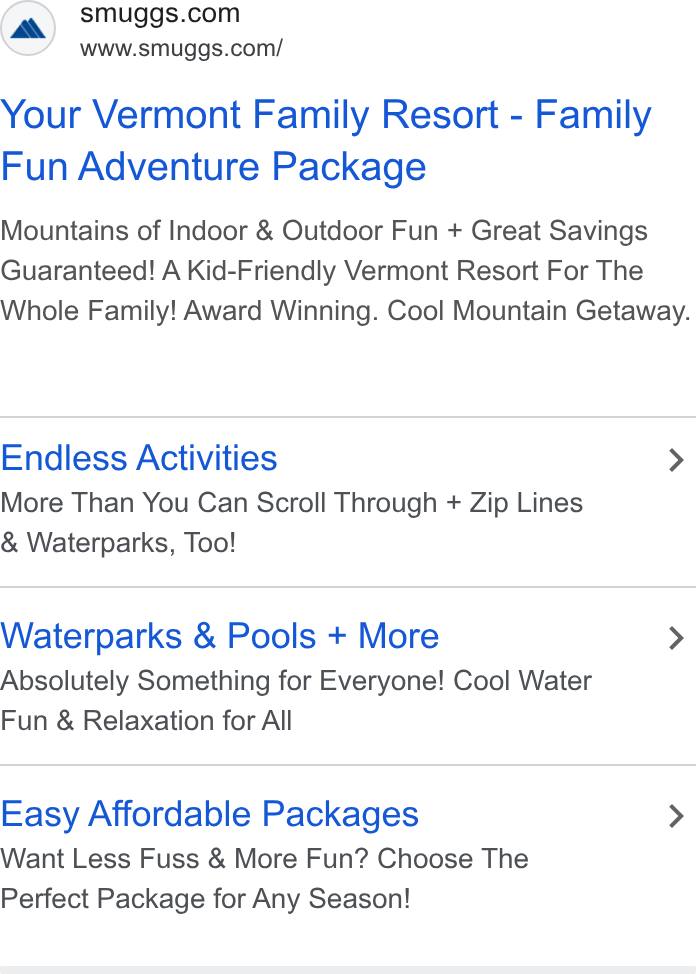 smuggs.com
www.smuggs.com/
Your Vermont Family Resort - Family
Fun Adventure Package
Mountains of Indoor & Outdoor Fun + Great Savings
Guaranteed! A Kid-Friendly Vermont Resort For The
Whole Family! Award Winning. Cool Mountain Getaway.
Endless Activities
More Than You Can Scroll Through + Zip Lines
& Waterparks, Too!
Waterparks & Pools + More
Absolutely Something for Everyone! Cool Water
Fun & Relaxation for All
Easy Affordable Packages
Want Less Fuss & More Fun? Choose The
Perfect Package for Any Season!